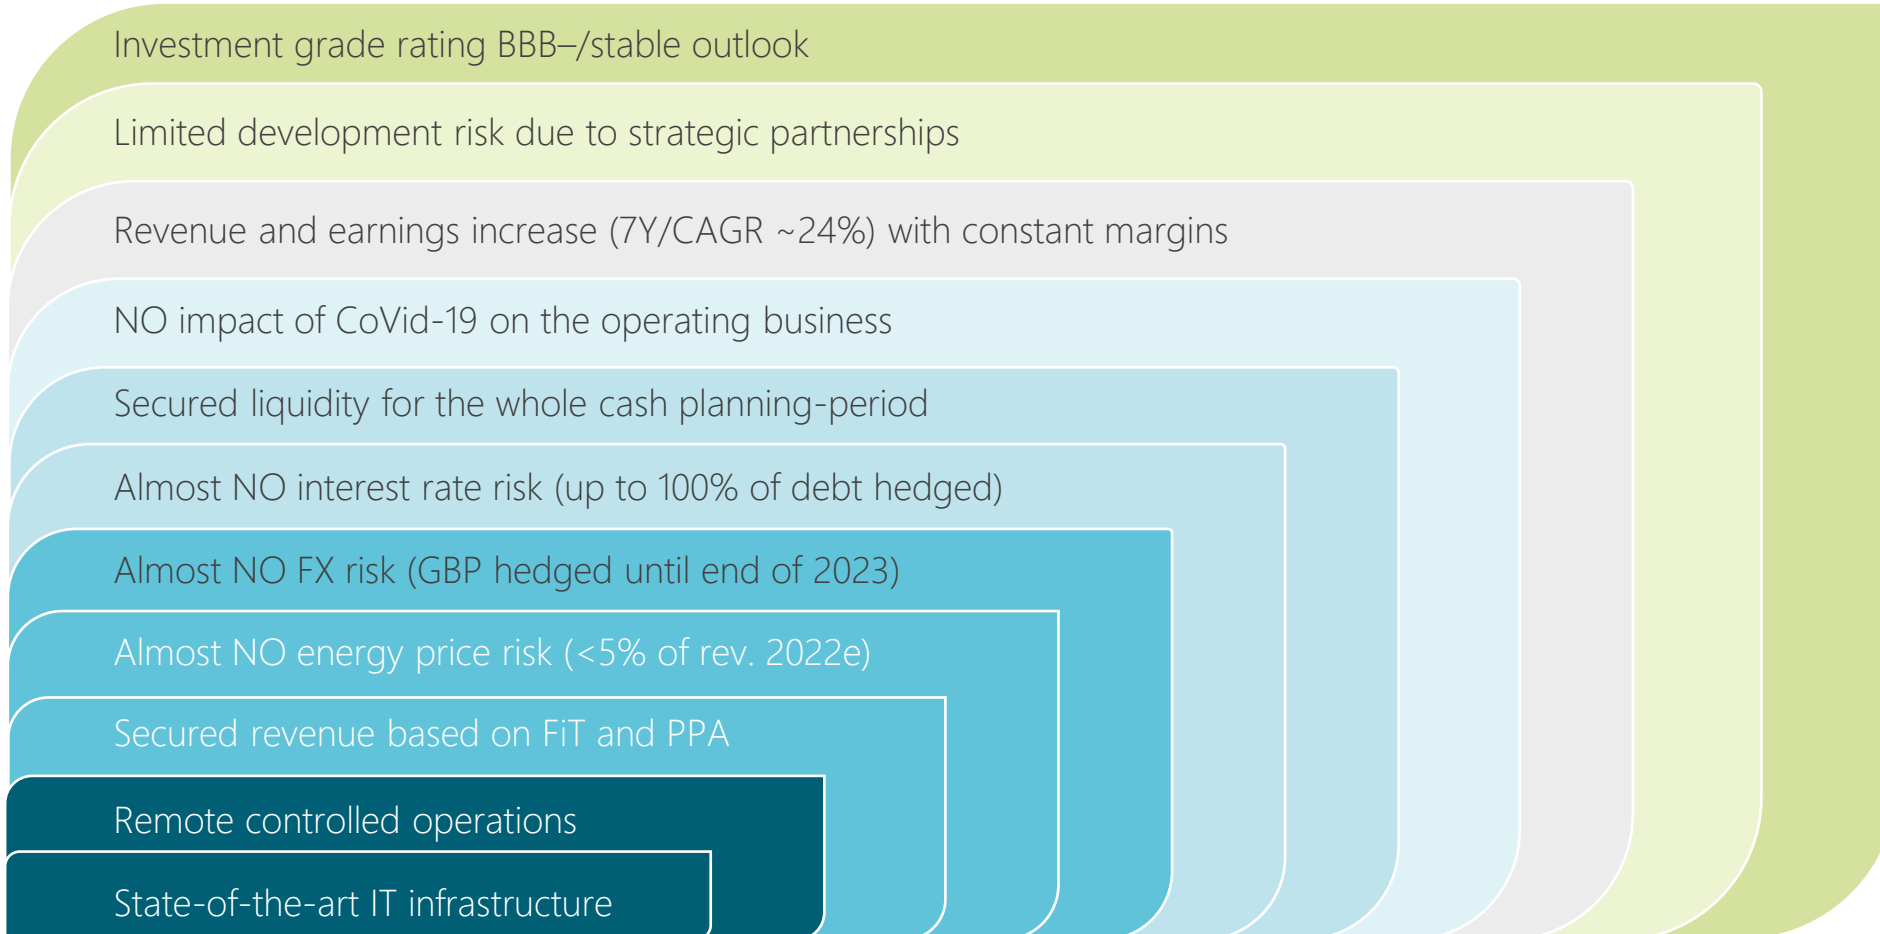 Investment grade rating BBB–/stable outlook
Limited development risk due to strategic partnerships
Revenue and earnings increase (7Y/CAGR ~24%) with constant margins
NO impact of CoVid-19 on the operating business
Secured liquidity for the whole cash planning-period
Almost NO interest rate risk (up to 100% of debt hedged)
Almost NO FX risk (GBP hedged until end of 2023)
Almost NO energy price risk (<5% of rev. 2022e)
Secured revenue based on FiT and PPA
Remote controlled operations
State-of-the-art IT infrastructure